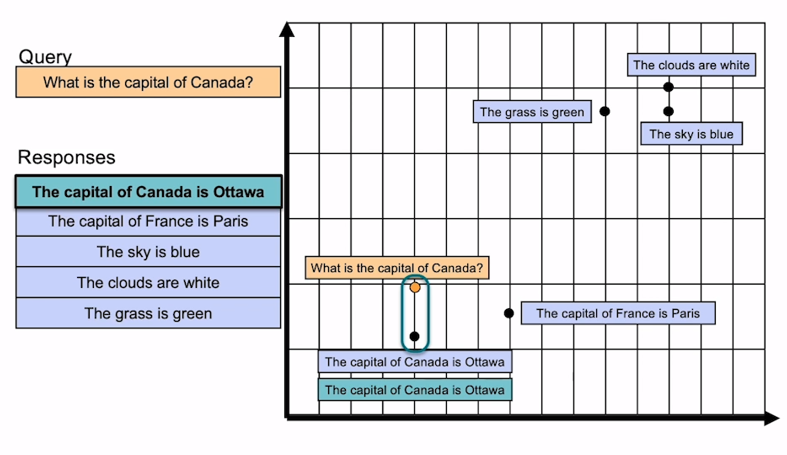 Query
What is the capital of Canada?
Responses
The capital of Canada is Ottawa
The capital of France is Paris
The sky is blue
The clouds are white
The grass is green
The clouds are white
The grass is green
The sky is blue
What is the capital of Canada?
The capital of France is Paris
The capital of Canada is Ottawa
The capital of Canada is Ottawa